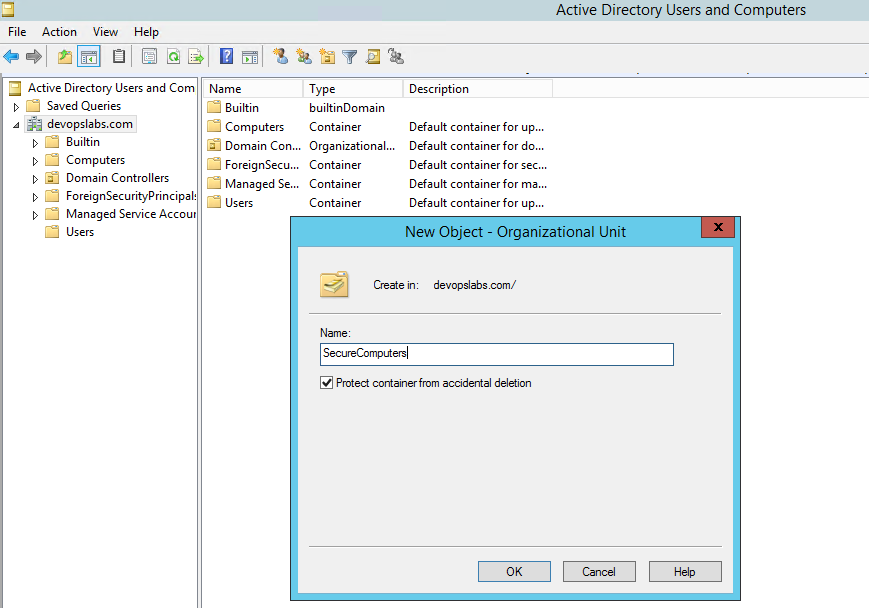 Active Directory Users and Computers
File Action View Help
Active Directory Users and Com
Saved Queries
devopslabs.com
Builtin
Computers
Domain Controllers
ForeignSecurityPrincipals
Managed Service Accour
Users
Name Type Description
Builtin builtinDomain
Computers Container Default container for up...
Domain Con... Organizational... Default container for do...
ForeignSecu... Container Default container for sec...
Managed Se... Container Default container for ma...
Users Container Default container for up...
New Object - Organizational Unit
x
Create in: devopslabs.com/
Name:
SecureComputers
Protect container from accidental deletion
OK Cancel Help